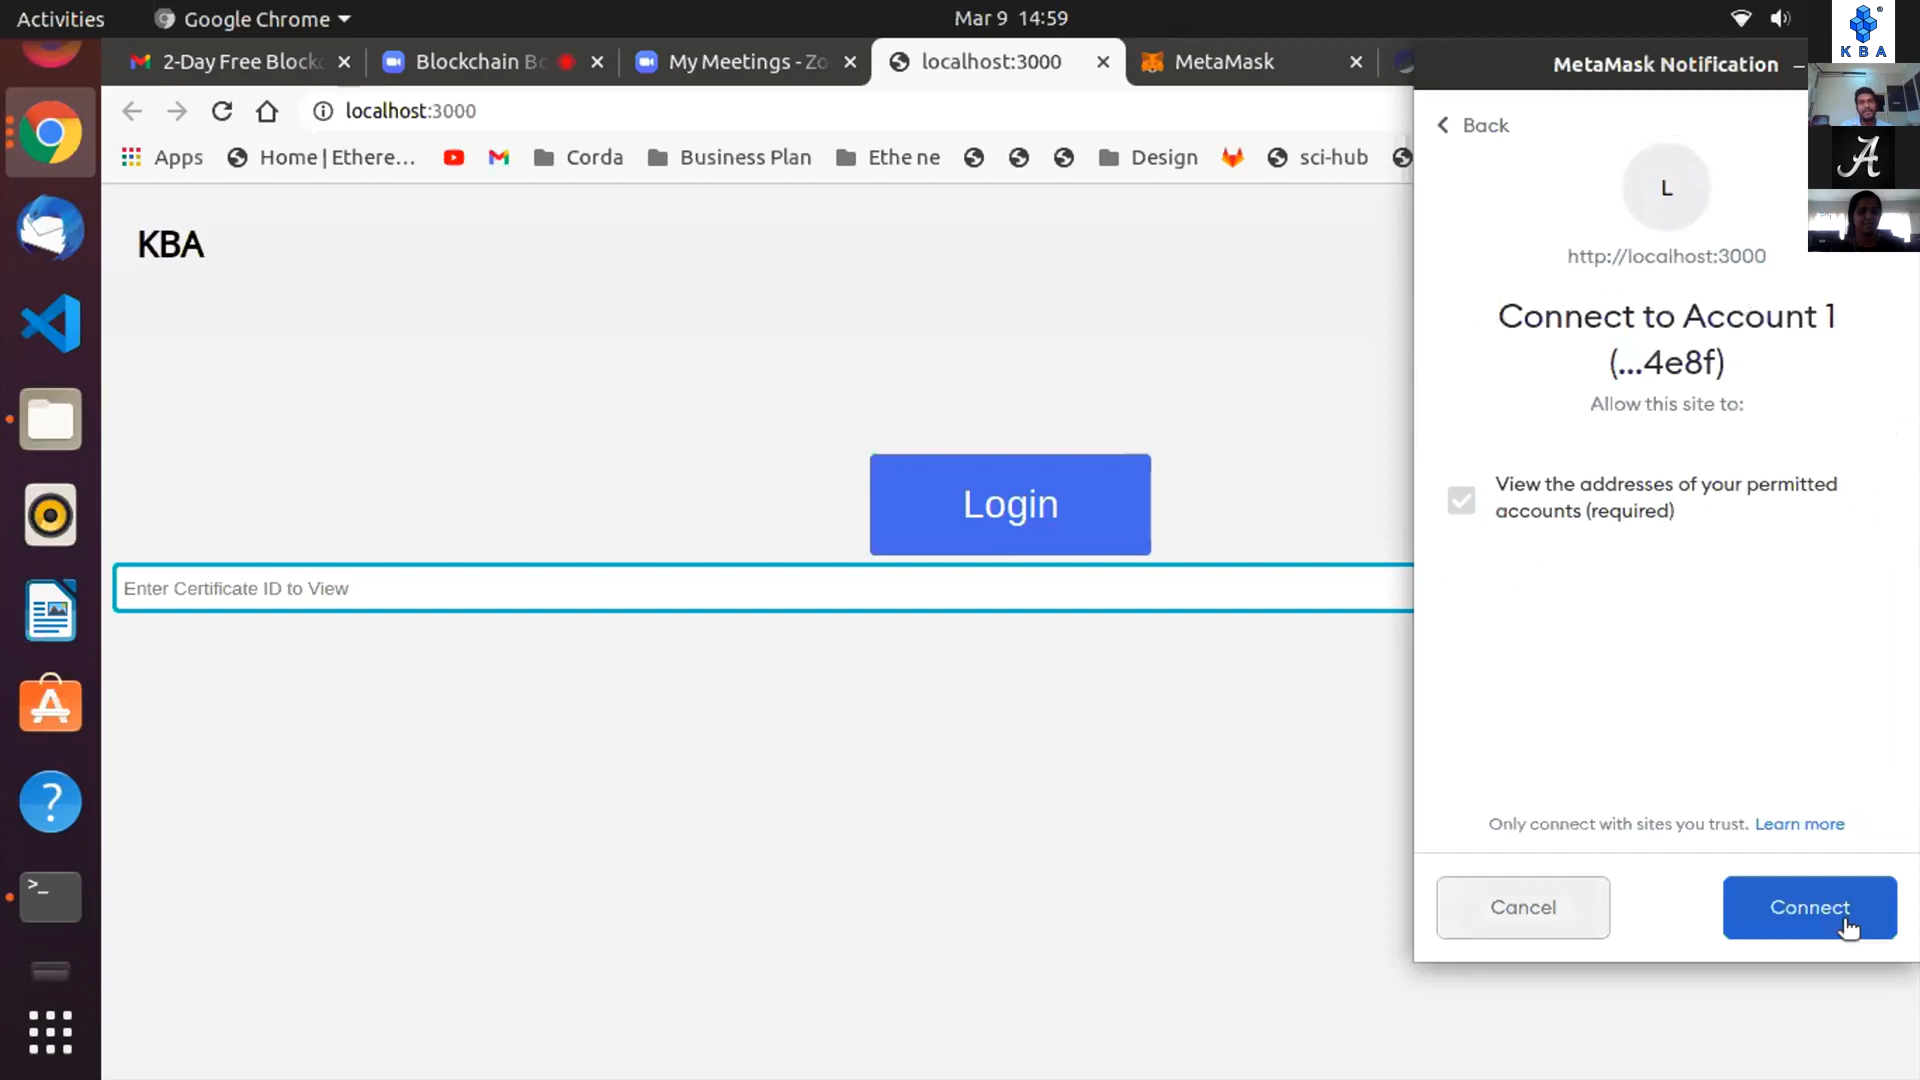 Activities
Google Chrome
Mar 9 14:59
KBA
2-Day Free Block
Blockchain Bo
My Meetings - Zo
localhost:3000
MetaMask
MetaMask Notification
localhost:3000
Apps
Home | Ethere...
Corda
Business Plan
Ethe ne
Design
sci-hub
Back
A
L
http://localhost:3000
KBA
Connect to Account 1
(...4e8f)
Allow this site to:
View the addresses of your permitted
accounts (required)
Login
Enter Certificate ID to View
Only connect with sites you trust. Learn more
Cancel
Connect